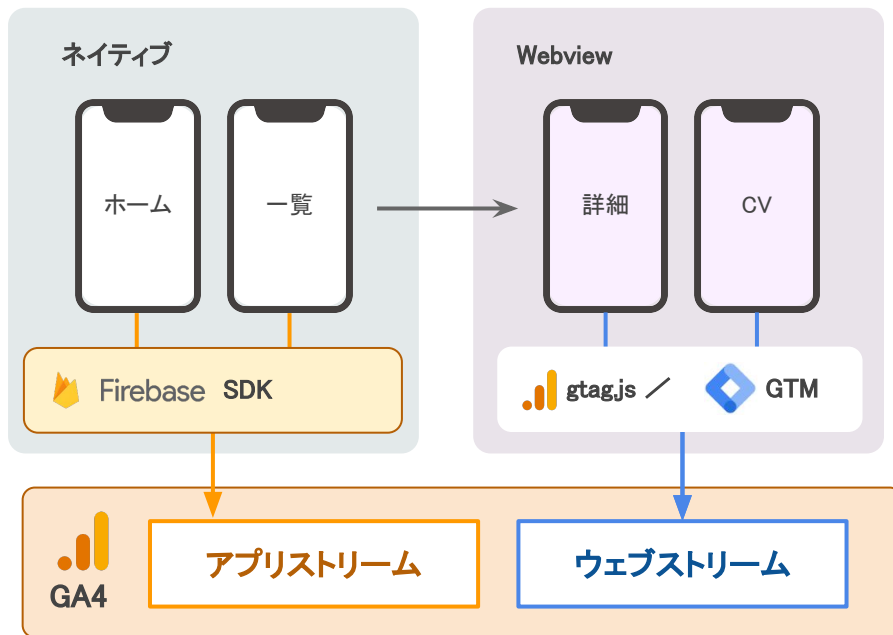 ネイティブ
Webview
ホーム
一覧
詳細
CV
Firebase SDK
gtag.js ／ GTM
GA4
アプリストリーム
ウェブストリーム